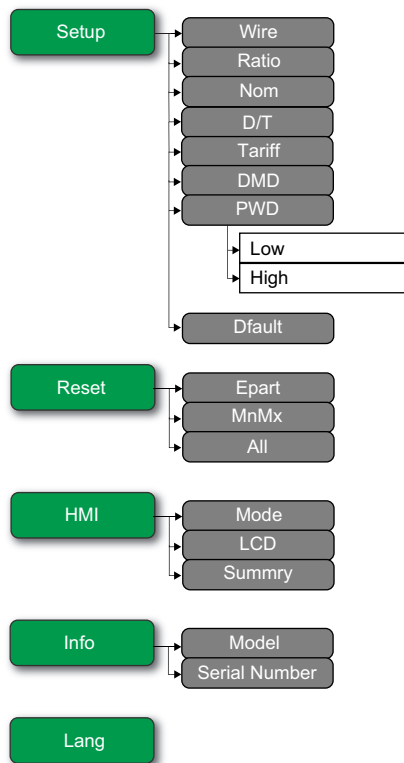 Setup
Wire
Ratio
Nom
D/T
Tariff
DMD
PWD
Low
High
Dfault
Reset
Epart
MnMx
All
HMI
Mode
LCD
Summry
Info
Model
Serial Number
Lang